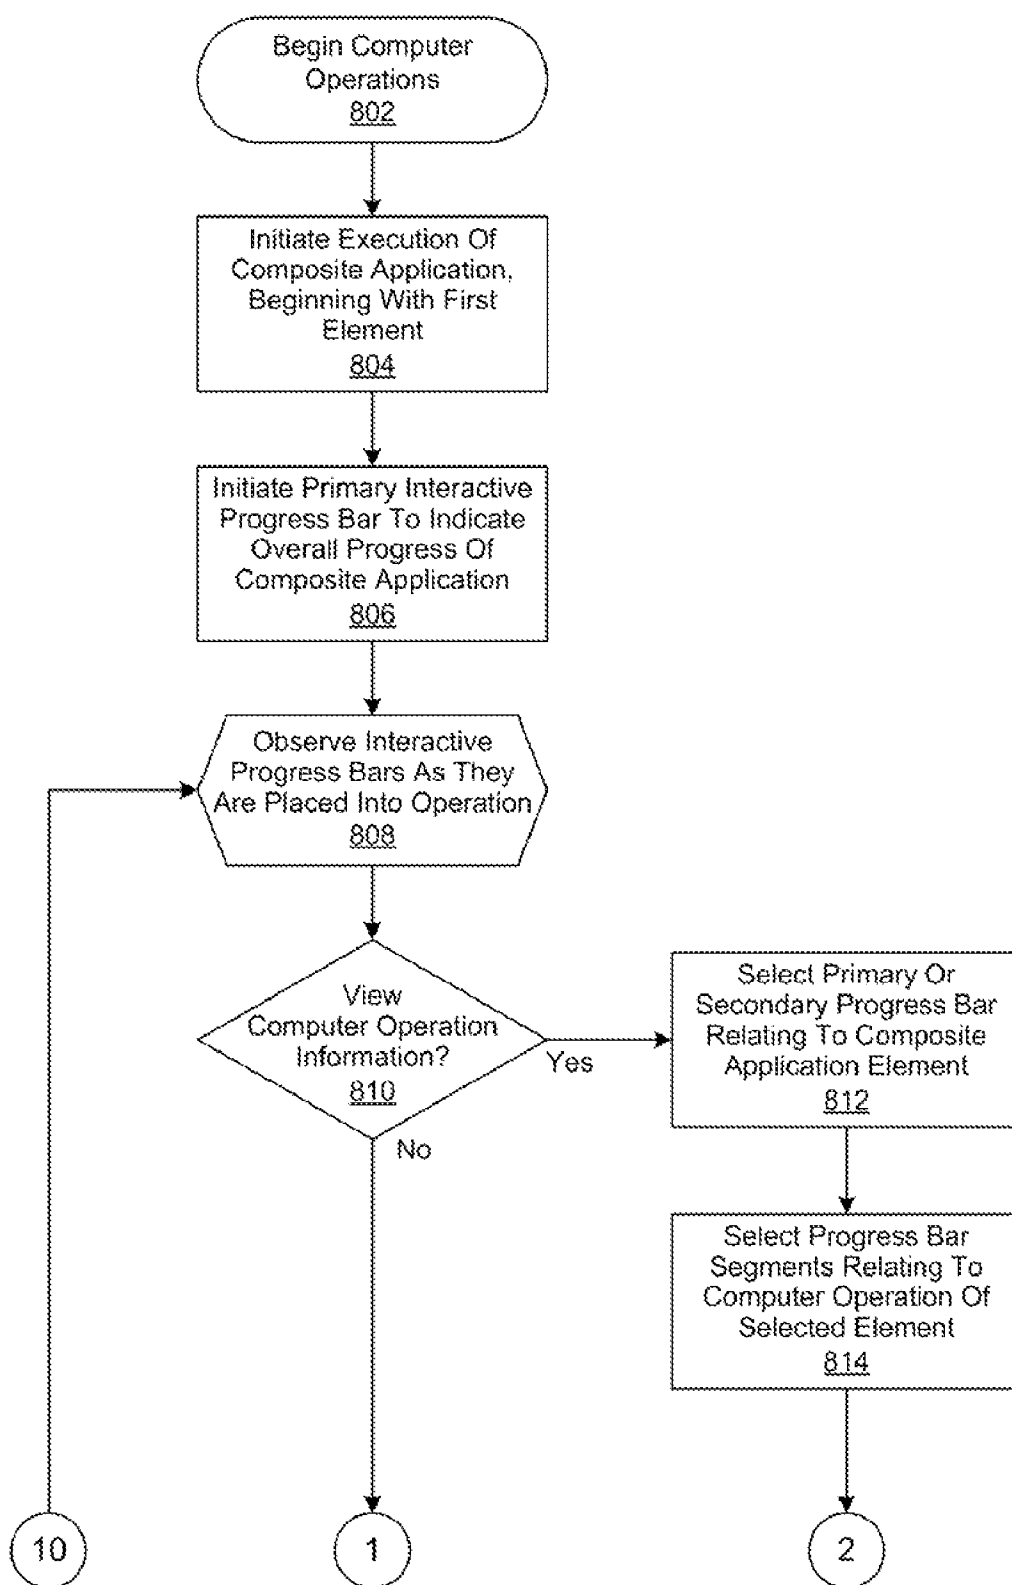 Begin Computer
Operations
802
Initiate Execution Of
Composite Application,
Beginning With First
Element
804
Initiate Primary Interactive
Progress Bar To Indicate
Overall Progress Of
Composite Application
806
Observe Interactive
Progress Bars As They
Are Placed Into Operation
808
View
Computer Operation
Information?
810
Yes
No
Select Primary Or
Secondary Progress Bar
Relating To Composite
Application Element
812
Select Progress Bar
Segments Relating To
Computer Operation Of
Selected Element
814
10
1
2